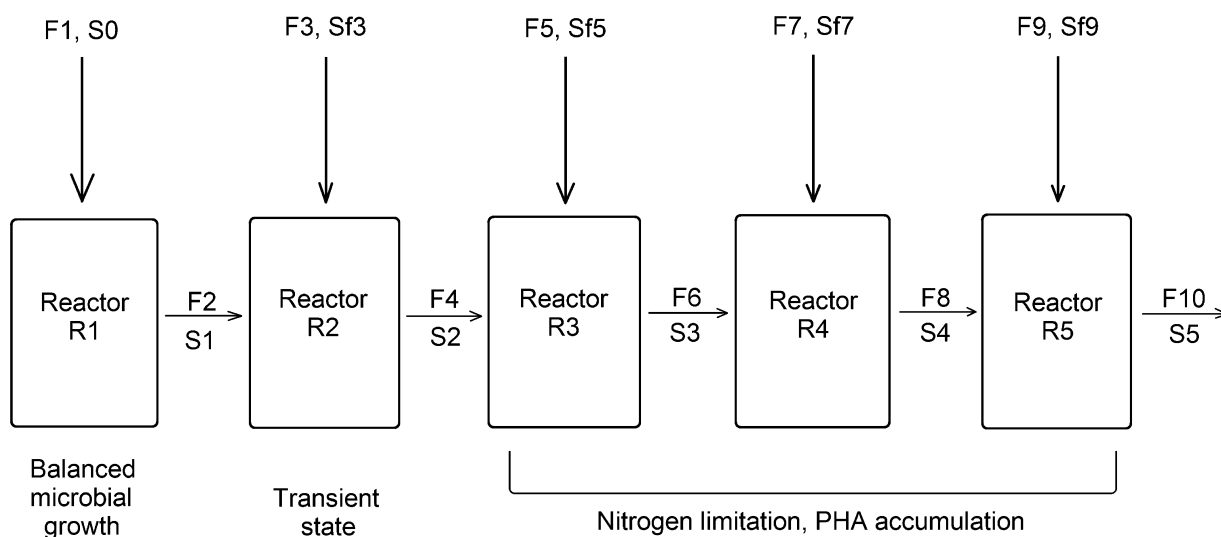 F1, S0
F3, Sf3
F5, Sf5
F7, Sf7
F9, Sf9
Reactor
R1
F2
S1
Reactor
R2
F4
S2
Reactor
R3
F6
S3
Reactor
R4
F8
S4
Reactor
R5
F10
S5
Balanced
microbial
growth
Transient
state
Nitrogen limitation, PHA accumulation